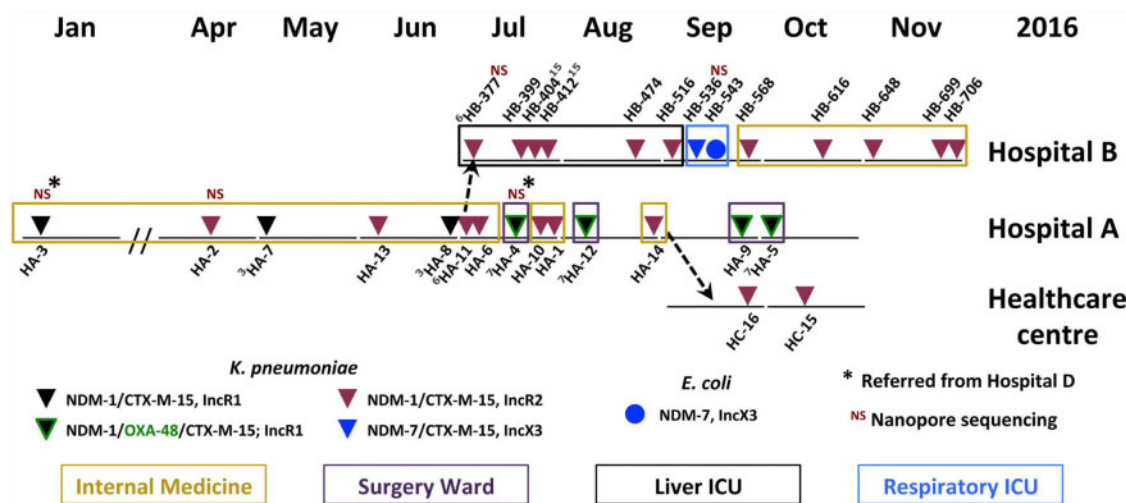 Jan Apr May Jun Jul Aug Sep Oct Nov 2016
NS NS
⁶HB-377 HB-399 HB-404¹⁵ HB-412¹⁵ HB-474 HB-516 HB-536 HB-543 HB-568 HB-616 HB-648 HB-699 HB-706
Hospital B
NS* NS NS*
Hospital A
HA-3 // HA-2 ³HA-7 HA-13 ³HA-8 ⁶HA-11 HA-6 ⁷HA-4 HA-10 HA-1 ⁷HA-12 HA-14 HA-9 ⁷HA-5
Healthcare
centre
HC-16 HC-15
K. pneumoniae
E. coli
* Referred from Hospital D
NDM-1/CTX-M-15, IncR1 NDM-1/CTX-M-15, IncR2
NDM-7, IncX3
NS Nanopore sequencing
NDM-1/OXA-48/CTX-M-15; IncR1 NDM-7/CTX-M-15, IncX3
Internal Medicine Surgery Ward Liver ICU Respiratory ICU